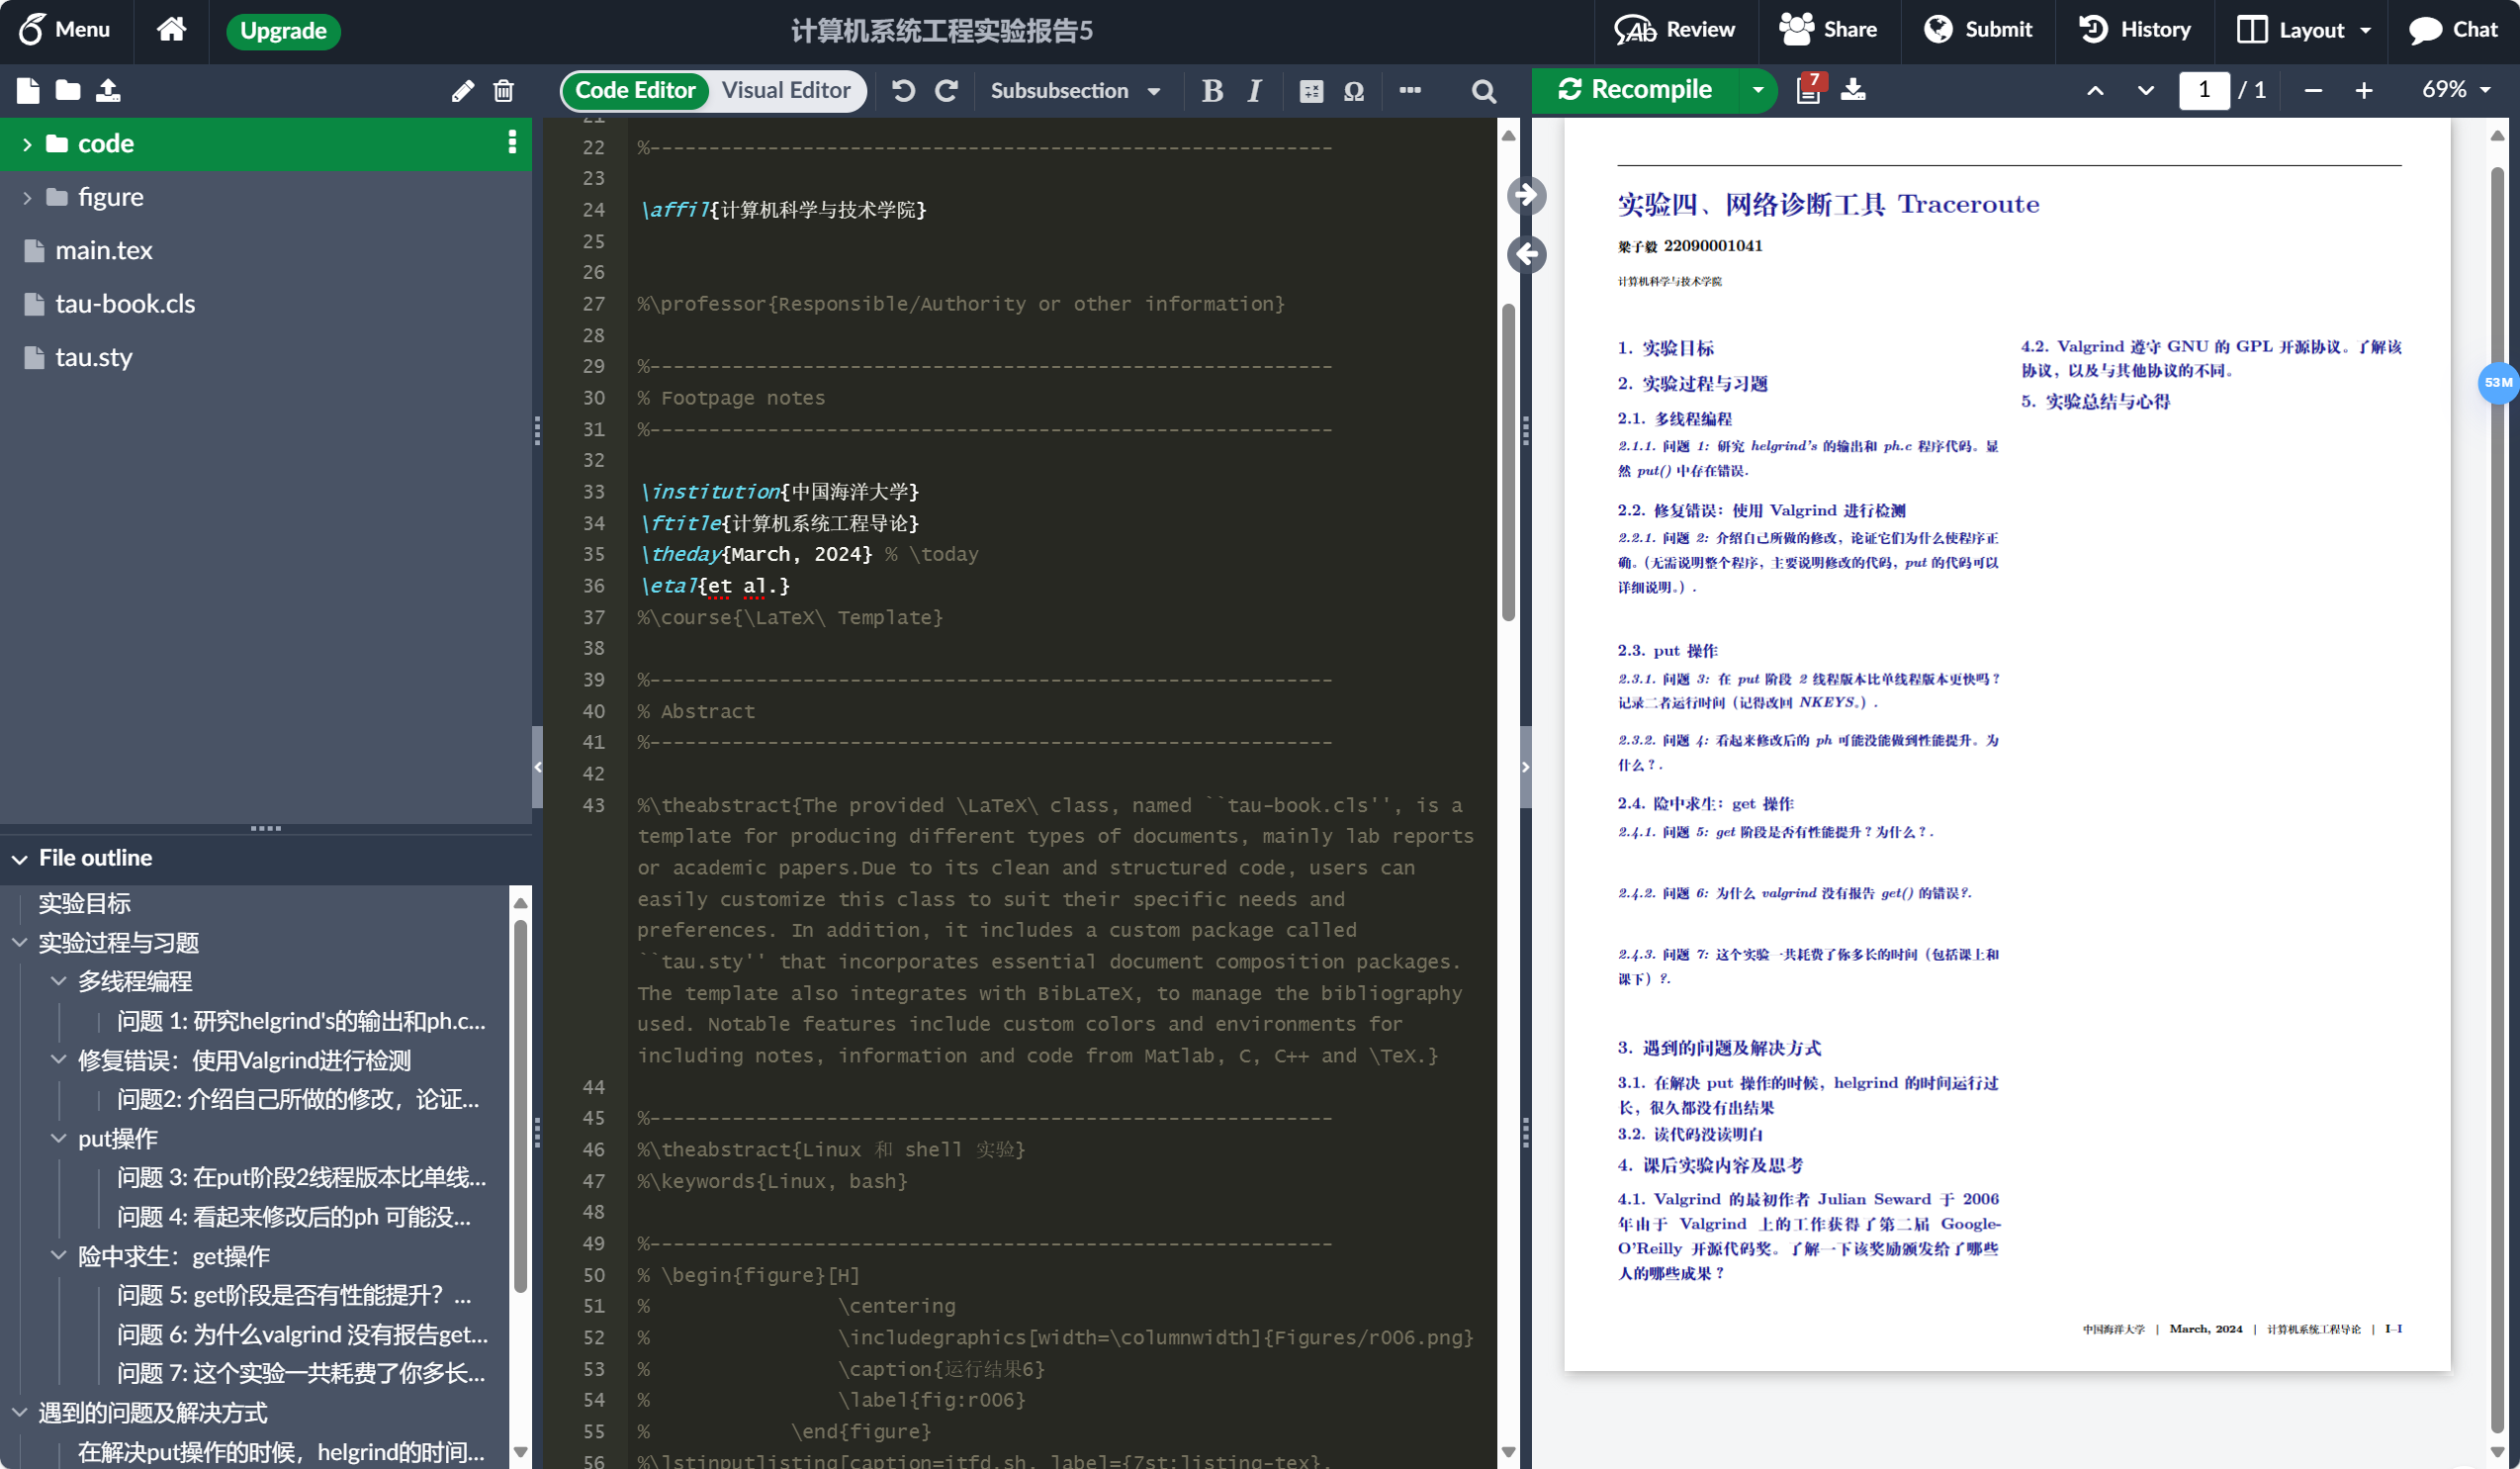 Menu
Upgrade
计算机系统工程实验报告5
Review
Share
Submit
History
Layout
Chat
Code Editor
Visual Editor
Subsubsection
B I
Ω
Recompile
7
1 / 1
69%
code
figure
main.tex
tau-book.cls
tau.sty
File outline
实验目标
实验过程与习题
多线程编程
问题 1: 研究helgrind's的输出和ph.c...
修复错误：使用Valgrind进行检测
问题2: 介绍自己所做的修改，论证...
put操作
问题 3: 在put阶段2线程版本比单线...
问题 4: 看起来修改后的ph 可能没...
险中求生：get操作
问题 5: get阶段是否有性能提升？...
问题 6: 为什么valgrind 没有报告get...
问题 7: 这个实验一共耗费了你多长...
遇到的问题及解决方式
在解决put操作的时候，helgrind的时间...
21
22 %----------------------------------------------------------
23
24 \affil{计算机科学与技术学院}
25
26
27 %\professor{Responsible/Authority or other information}
28
29 %----------------------------------------------------------
30 % Footpage notes
31 %----------------------------------------------------------
32
33 \institution{中国海洋大学}
34 \ftitle{计算机系统工程导论}
35 \theday{March, 2024} % \today
36 \etal{et al.}
37 %\course{\LaTeX\ Template}
38
39 %----------------------------------------------------------
40 % Abstract
41 %----------------------------------------------------------
42
43 %\theabstract{The provided \LaTeX\ class, named ``tau-book.cls'', is a
template for producing different types of documents, mainly lab reports
or academic papers.Due to its clean and structured code, users can
easily customize this class to suit their specific needs and
preferences. In addition, it includes a custom package called
``tau.sty'' that incorporates essential document composition packages.
The template also integrates with BibLaTeX, to manage the bibliography
used. Notable features include custom colors and environments for
including notes, information and code from Matlab, C, C++ and \TeX.}
44
45 %----------------------------------------------------------
46 %\theabstract{Linux 和 shell 实验}
47 %\keywords{Linux, bash}
48
49 %----------------------------------------------------------
50 % \begin{figure}[H]
51 % \centering
52 % \includegraphics[width=\columnwidth]{Figures/r006.png}
53 % \caption{运行结果6}
54 % \label{fig:r006}
55 % \end{figure}
56 %\lstinputlisting[caption=itfd.sh, label={7st:listing-tex},
实验四、网络诊断工具 Traceroute
梁子毅 22090001041
计算机科学与技术学院
1. 实验目标
2. 实验过程与习题
2.1. 多线程编程
2.1.1. 问题 1: 研究 helgrind's 的输出和 ph.c 程序代码。显
然 put() 中存在错误.
2.2. 修复错误：使用 Valgrind 进行检测
2.2.1. 问题 2: 介绍自己所做的修改，论证它们为什么使程序正
确。（无需说明整个程序，主要说明修改的代码，put 的代码可以
详细说明。）.
2.3. put 操作
2.3.1. 问题 3: 在 put 阶段 2 线程版本比单线程版本更快吗？
记录二者运行时间（记得改回 NKEYS。）.
2.3.2. 问题 4: 看起来修改后的 ph 可能没能做到性能提升。为
什么？.
2.4. 险中求生：get 操作
2.4.1. 问题 5: get 阶段是否有性能提升？为什么？.
2.4.2. 问题 6: 为什么 valgrind 没有报告 get() 的错误?.
2.4.3. 问题 7: 这个实验一共耗费了你多长的时间（包括课上和
课下）?.
3. 遇到的问题及解决方式
3.1. 在解决 put 操作的时候，helgrind 的时间运行过
长，很久都没有出结果
3.2. 读代码没读明白
4. 课后实验内容及思考
4.1. Valgrind 的最初作者 Julian Seward 于 2006
年由于 Valgrind 上的工作获得了第二届 Google-
O'Reilly 开源代码奖。了解一下该奖励颁发给了哪些
人的哪些成果？
4.2. Valgrind 遵守 GNU 的 GPL 开源协议。了解该
协议，以及与其他协议的不同。
5. 实验总结与心得
中国海洋大学 | March, 2024 | 计算机系统工程导论 | I–I
53M